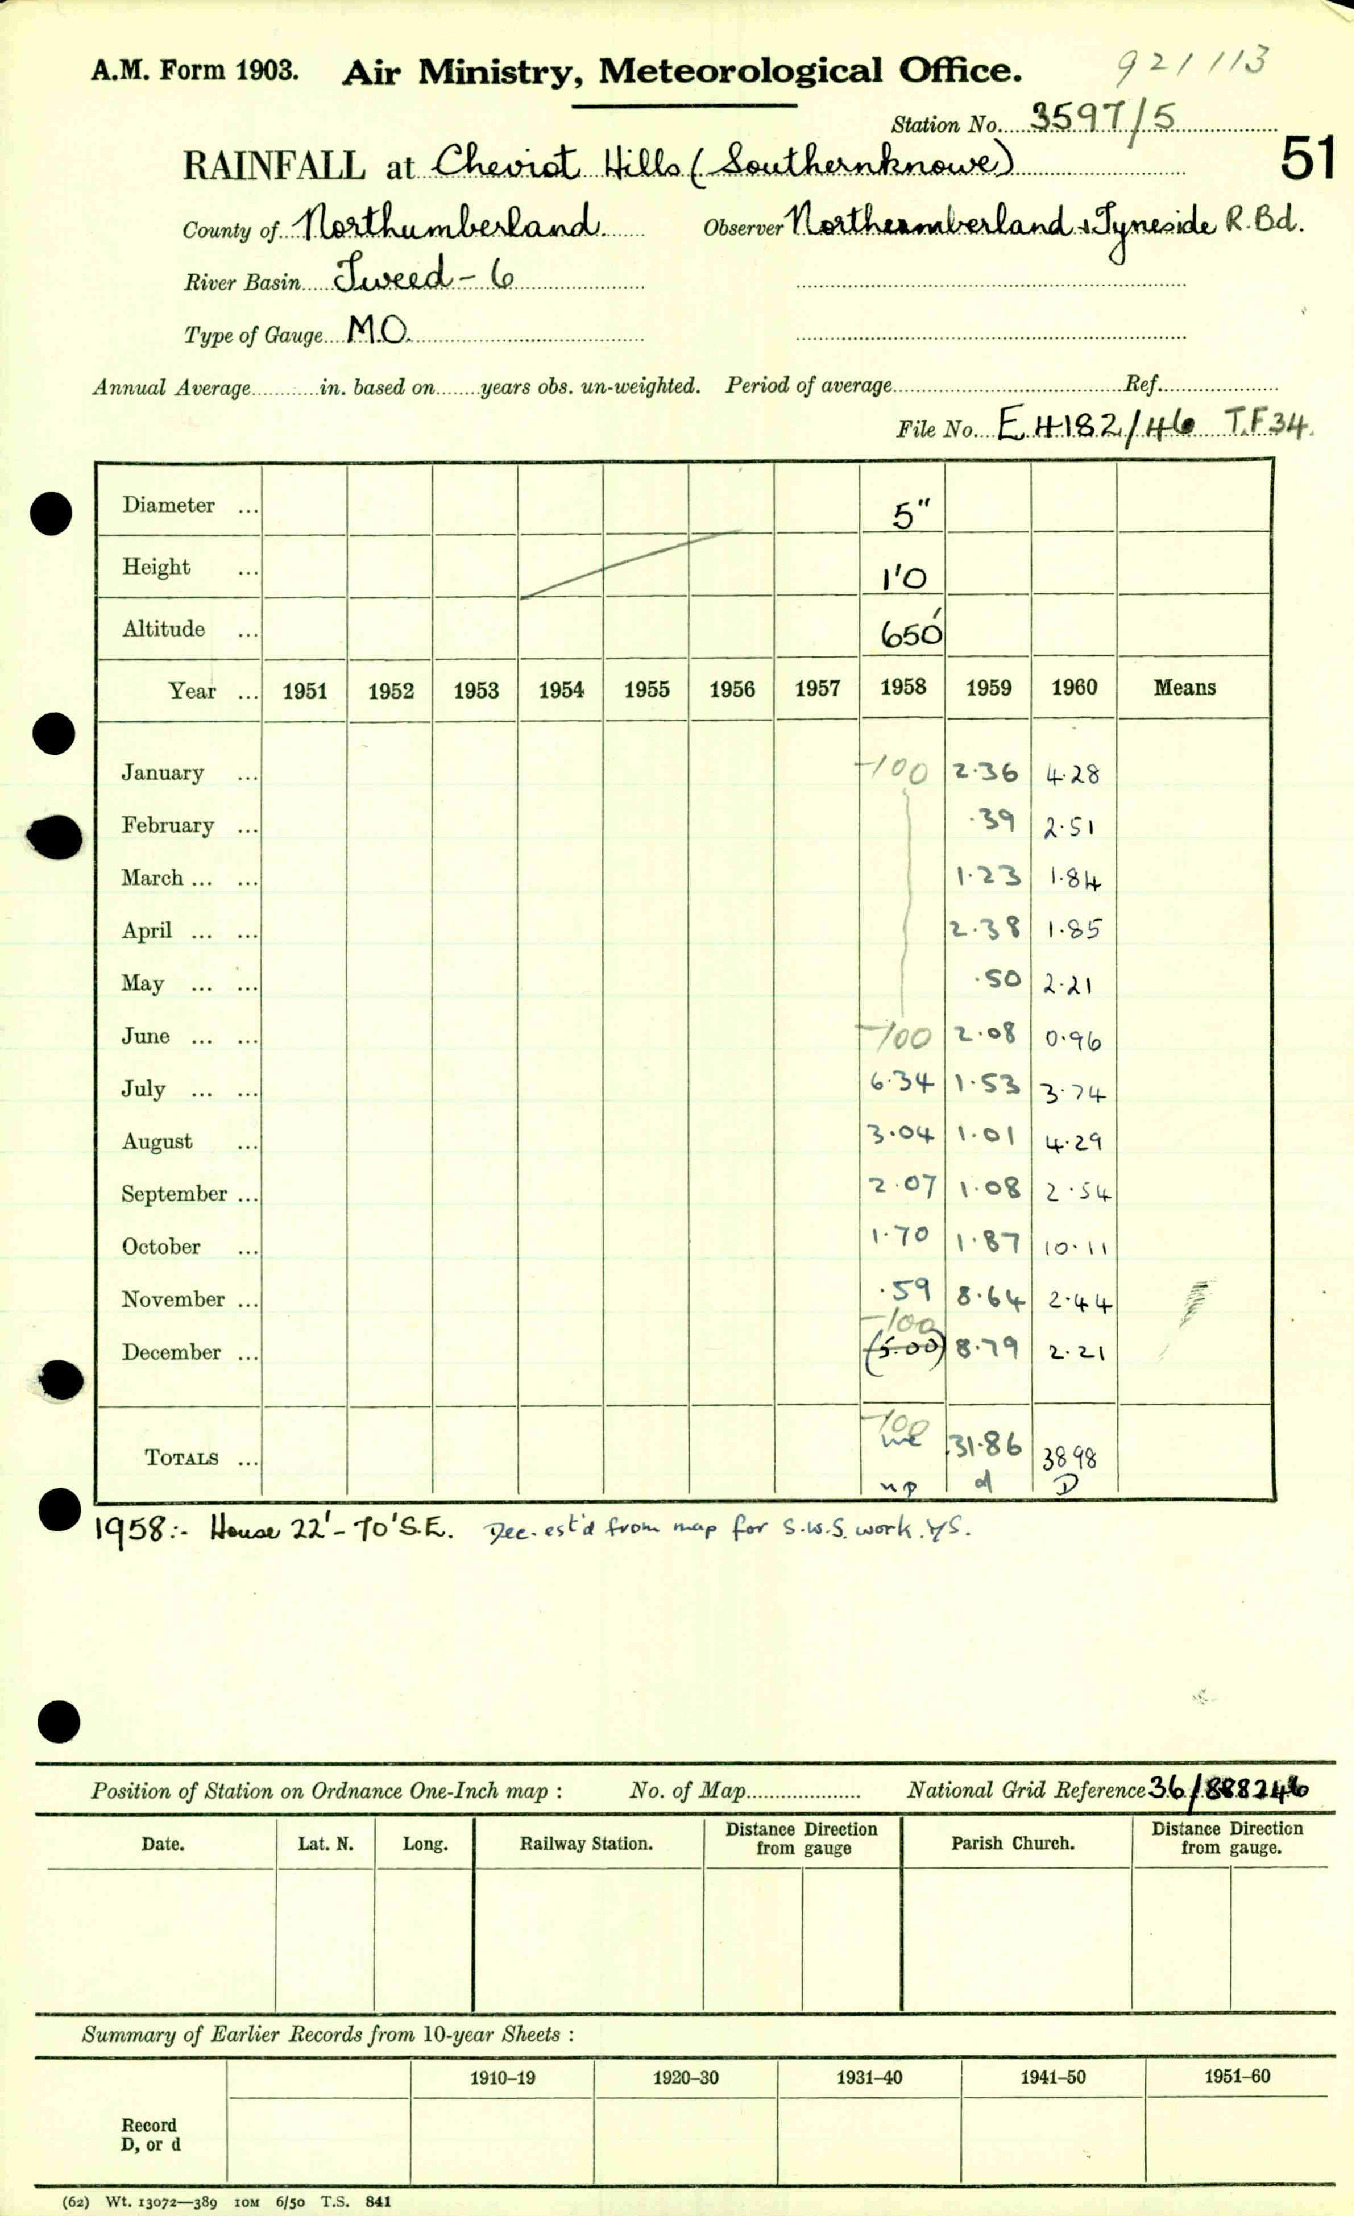 A.M. Form 1903. Air Ministry, Meteorological Office. 921113
Station No. 3597/5
51
RAINFALL at Cheviot Hills (Southernknowe)
County of Northumberland. Observer Northumberland & Tyneside R.Bd.
River Basin Tweed - 6
Type of Gauge M.O.
Annual Average in. based on years obs. un-weighted. Period of average Ref.
File No. E.H182/46 T.F34.
Diameter ... 5"
Height ... 1'0
Altitude ... 650'
Year ... 1951 1952 1953 1954 1955 1956 1957 1958 1959 1960 Means
January ... -100 2.36 4.28
February ... .39 2.51
March ... ... 1.23 1.84
April ... ... 2.38 1.85
May ... ... .50 2.21
June ... ... -100 2.08 0.96
July ... ... 6.34 1.53 3.74
August ... 3.04 1.01 4.29
September ... 2.07 1.08 2.54
October ... 1.70 1.87 10.11
November ... .59 8.64 2.44
-100
December ... (5.00) 8.79 2.21
-100
TOTALS ... inc 31.86 38.98
up d D
1958:- House 22'-70'S.E. Dec. est'd from map for S.W.S. work. YS.
Position of Station on Ordnance One-Inch map : No. of Map National Grid Reference 36/888246
Date. Lat. N. Long. Railway Station. Distance from Direction gauge Parish Church. Distance from Direction gauge.
Summary of Earlier Records from 10-year Sheets :
1910–19 1920–30 1931–40 1941–50 1951–60
Record
D, or d
(62) Wt. 13072—389 10M 6/50 T.S. 841